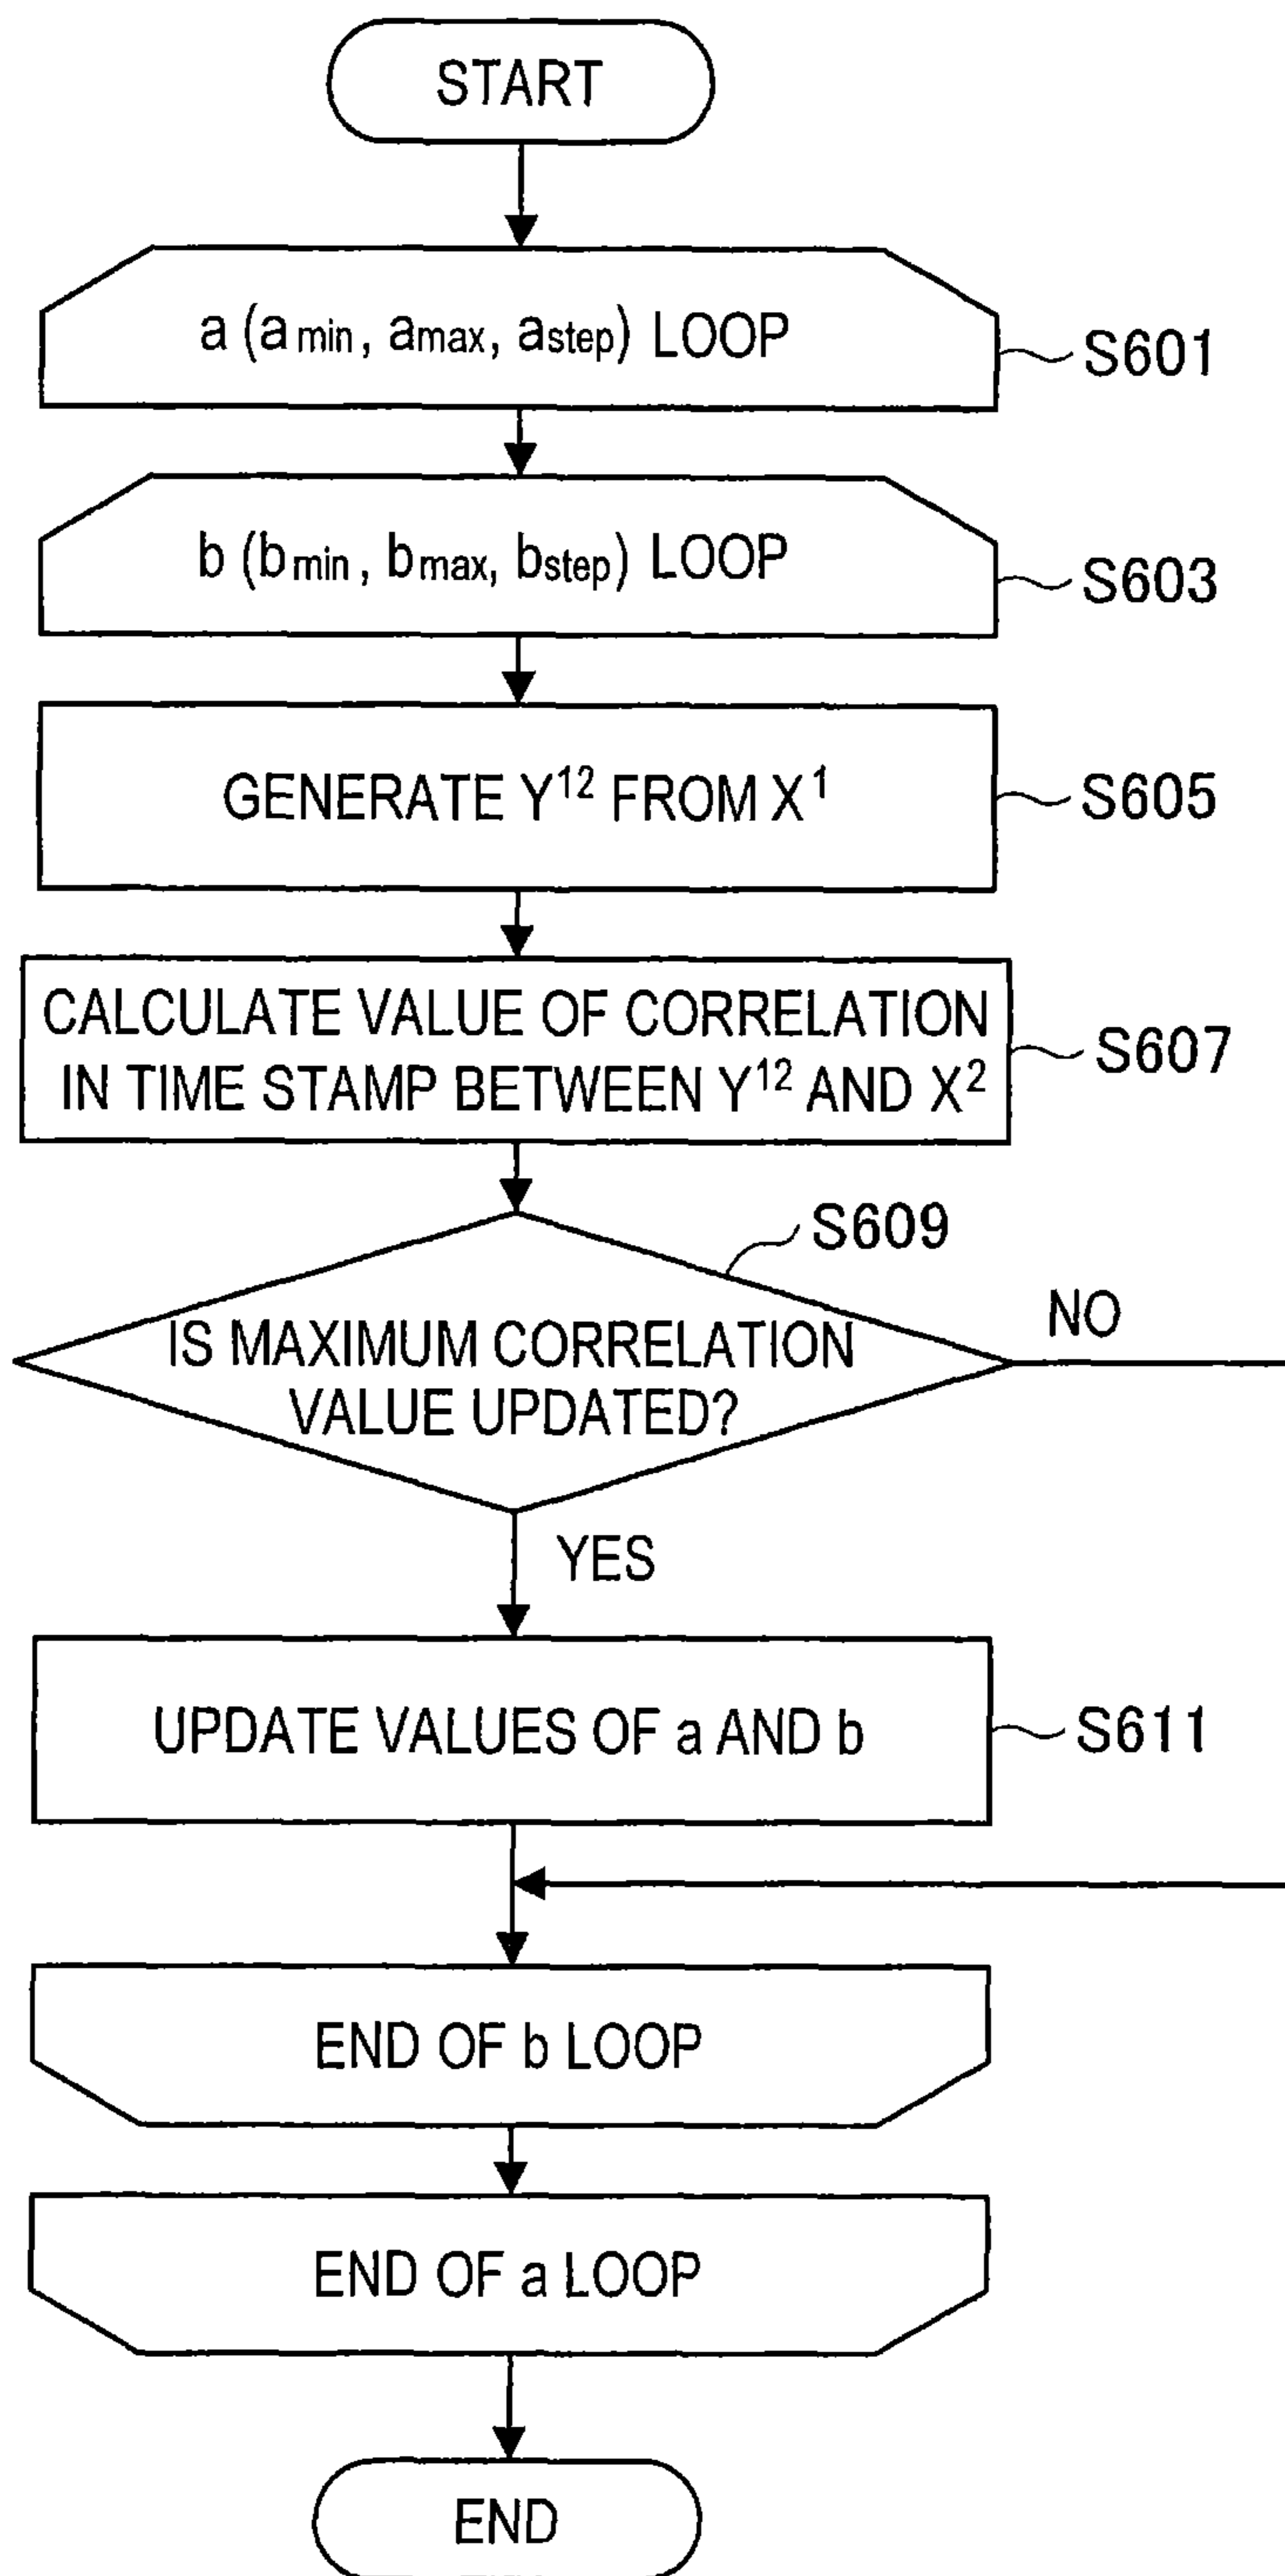 START
a (amin, amax, astep) LOOP
S601
b (bmin, bmax, bstep) LOOP
S603
GENERATE Y¹² FROM X¹
S605
CALCULATE VALUE OF CORRELATION
IN TIME STAMP BETWEEN Y¹² AND X²
S607
S609
IS MAXIMUM CORRELATION
VALUE UPDATED?
NO
YES
UPDATE VALUES OF a AND b
S611
END OF b LOOP
END OF a LOOP
END